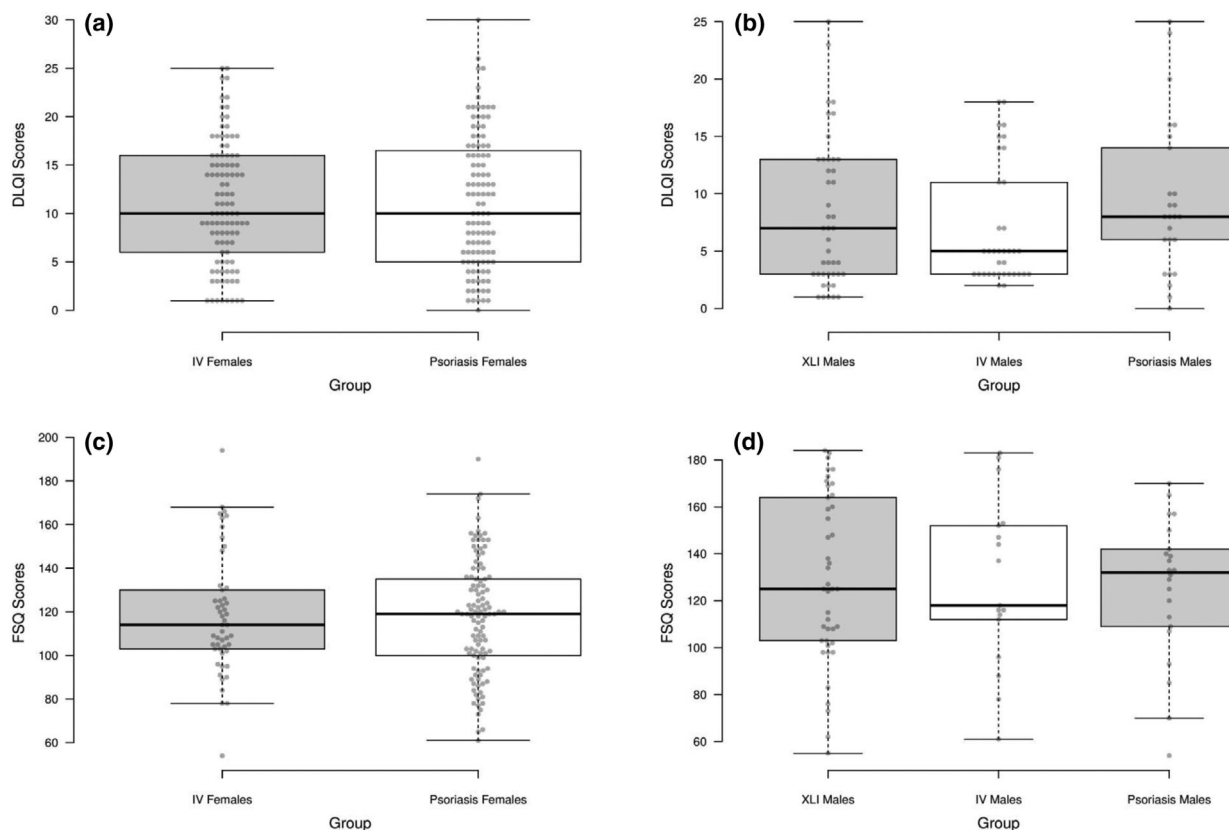 (a)
DLQI Scores
30
25
20
15
10
5
0
IV Females
Psoriasis Females
Group
(b)
DLQI Scores
25
20
15
10
5
0
XLI Males
IV Males
Psoriasis Males
Group
(c)
FSQ Scores
200
180
160
140
120
100
80
60
IV Females
Psoriasis Females
Group
(d)
FSQ Scores
180
160
140
120
100
80
60
XLI Males
IV Males
Psoriasis Males
Group